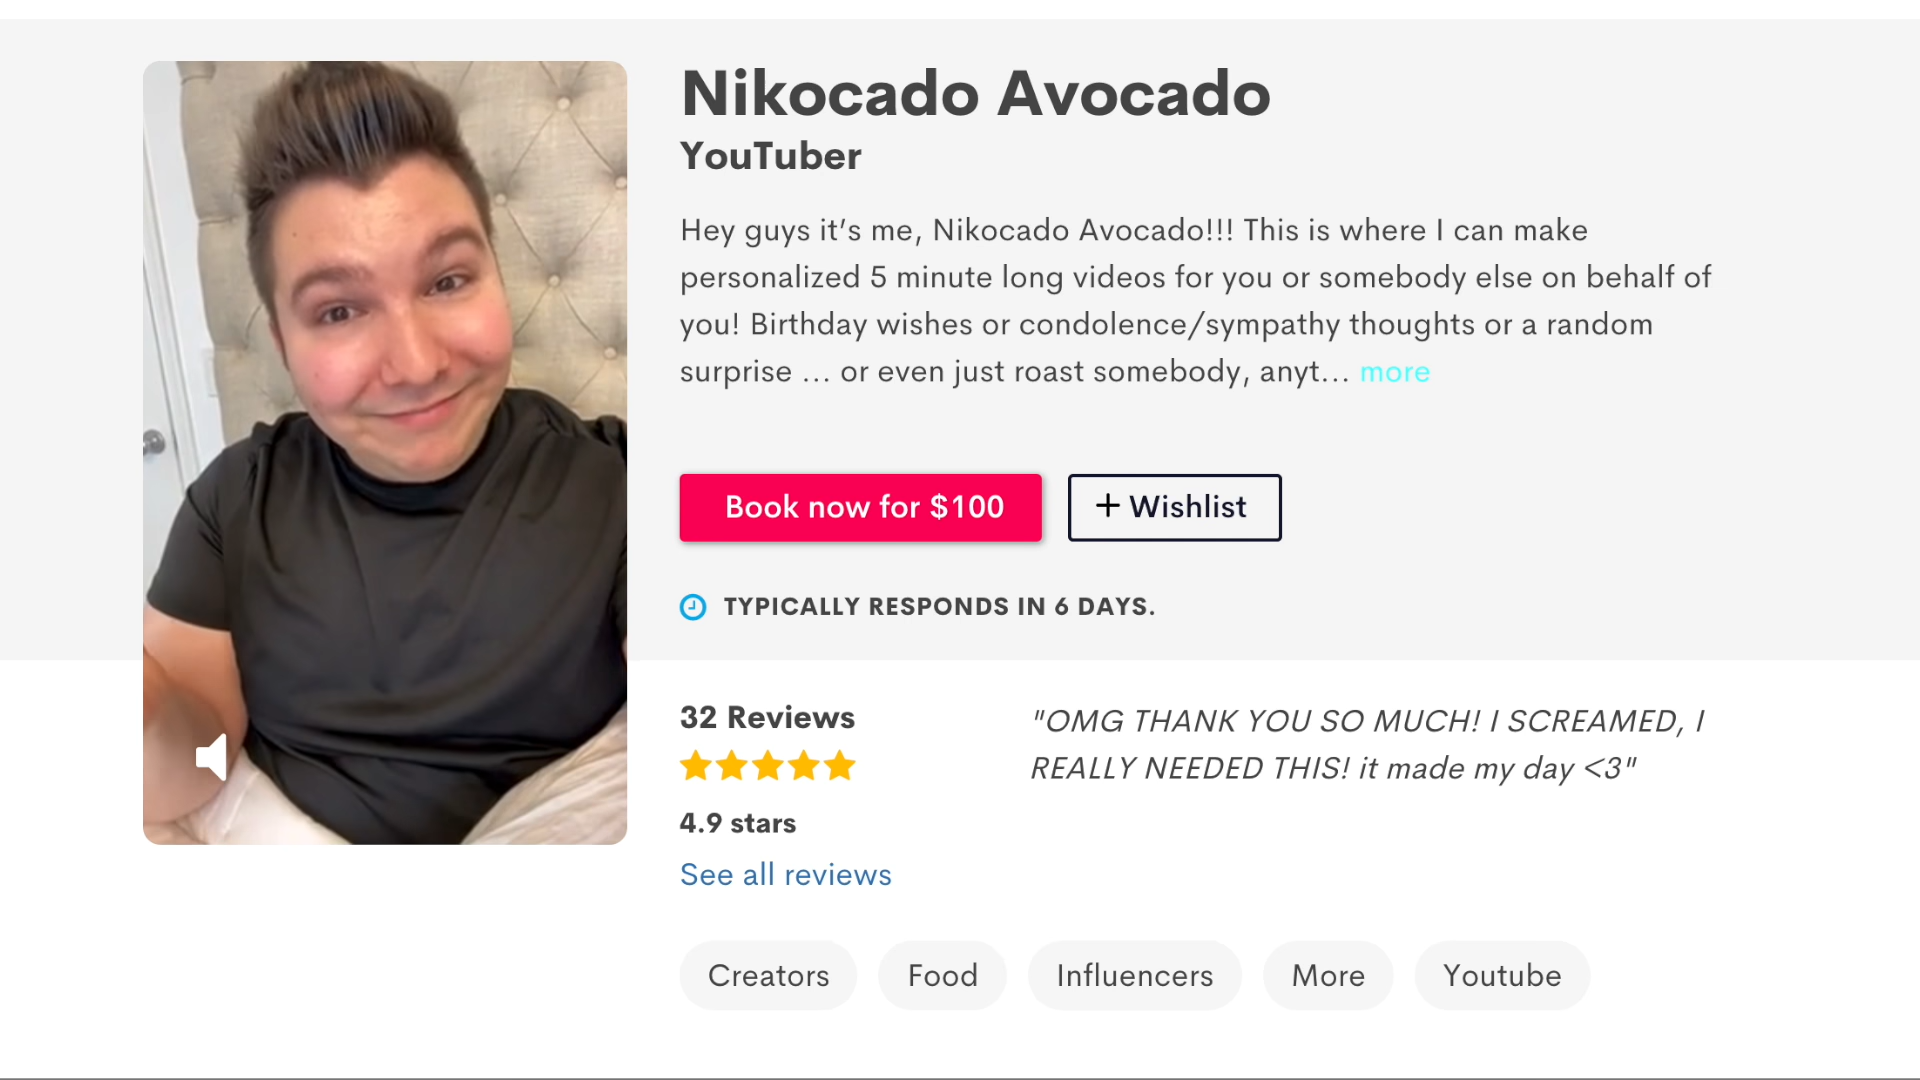 Nikocado Avocado
YouTuber
Hey guys it’s me, Nikocado Avocado!!! This is where I can make
personalized 5 minute long videos for you or somebody else on behalf of
you! Birthday wishes or condolence/sympathy thoughts or a random
surprise ... or even just roast somebody, anyt... more
Book now for $100
+ Wishlist
TYPICALLY RESPONDS IN 6 DAYS.
32 Reviews
4.9 stars
See all reviews
"OMG THANK YOU SO MUCH! I SCREAMED, I
REALLY NEEDED THIS! it made my day <3"
Creators
Food
Influencers
More
Youtube